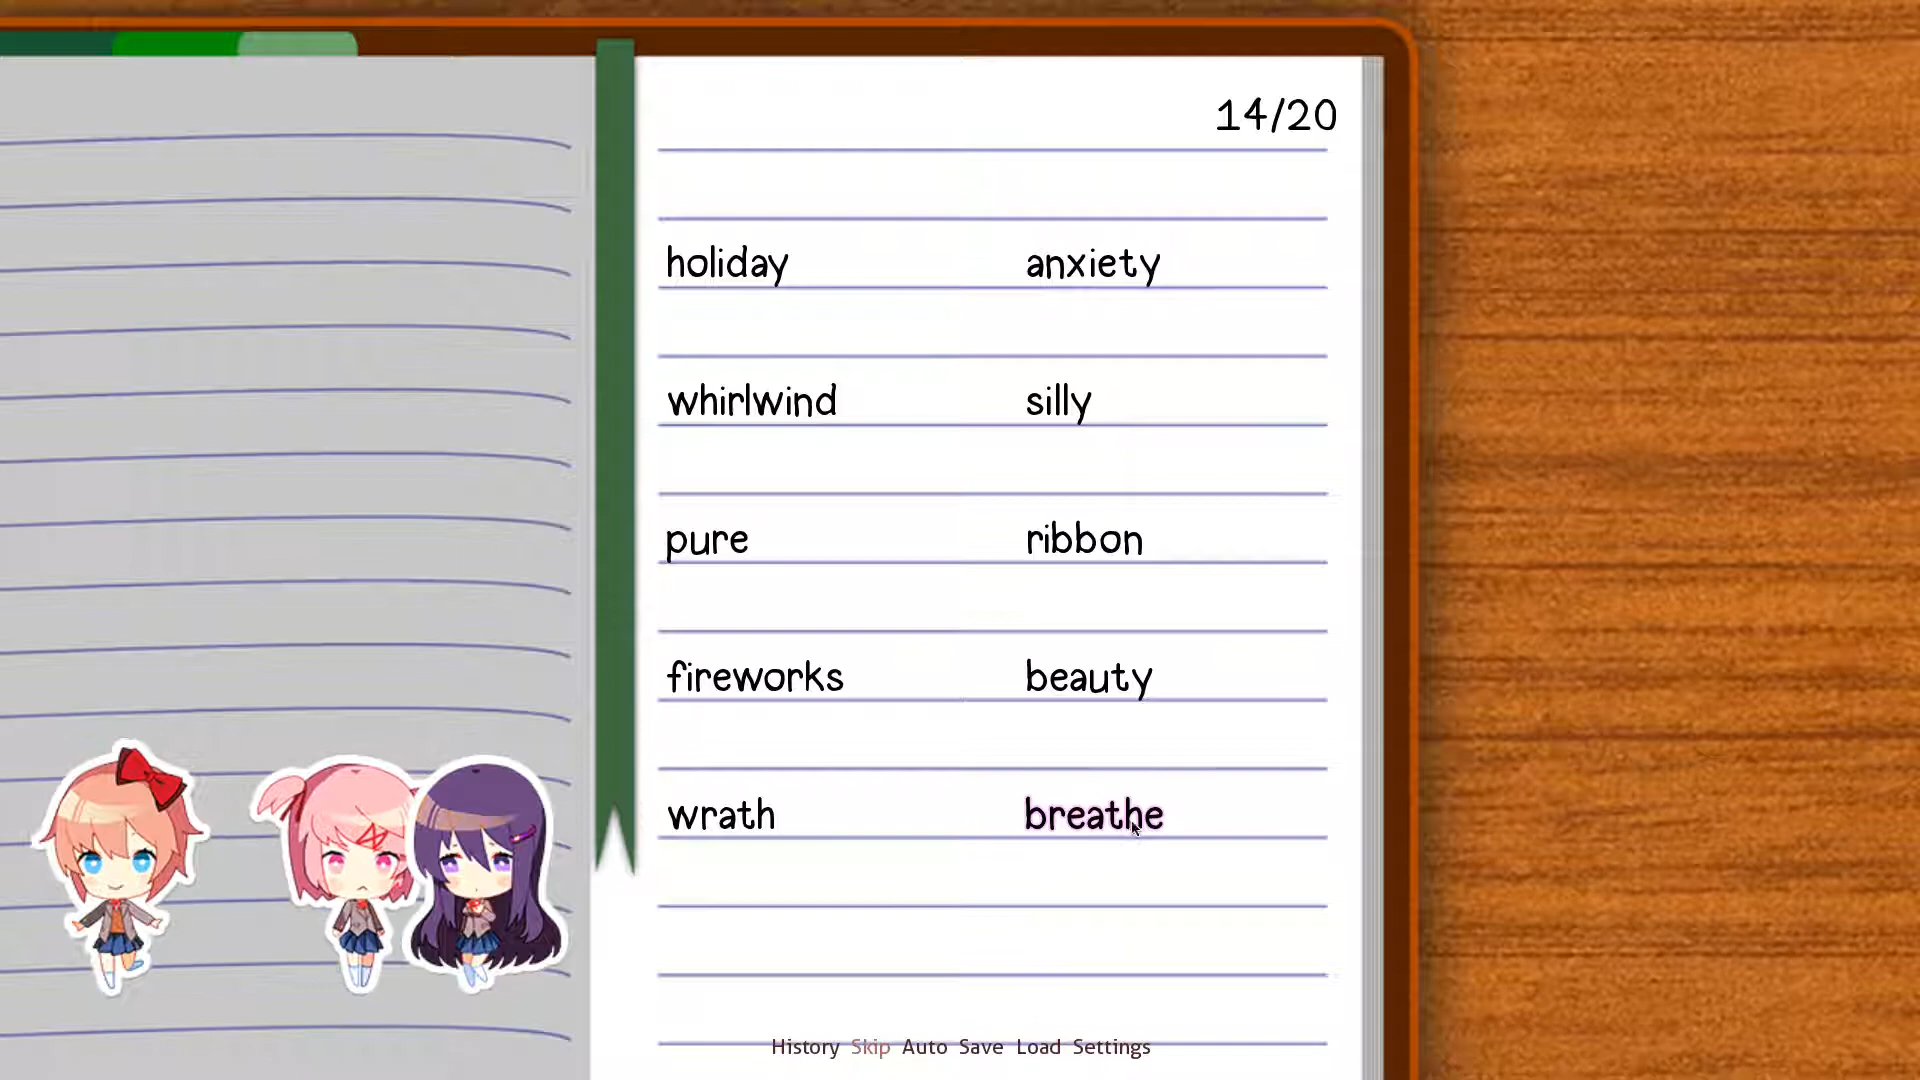 14/20
holiday anxiety
whirlwind silly
pure ribbon
fireworks beauty
wrath breathe
History Skip Auto Save Load Settings